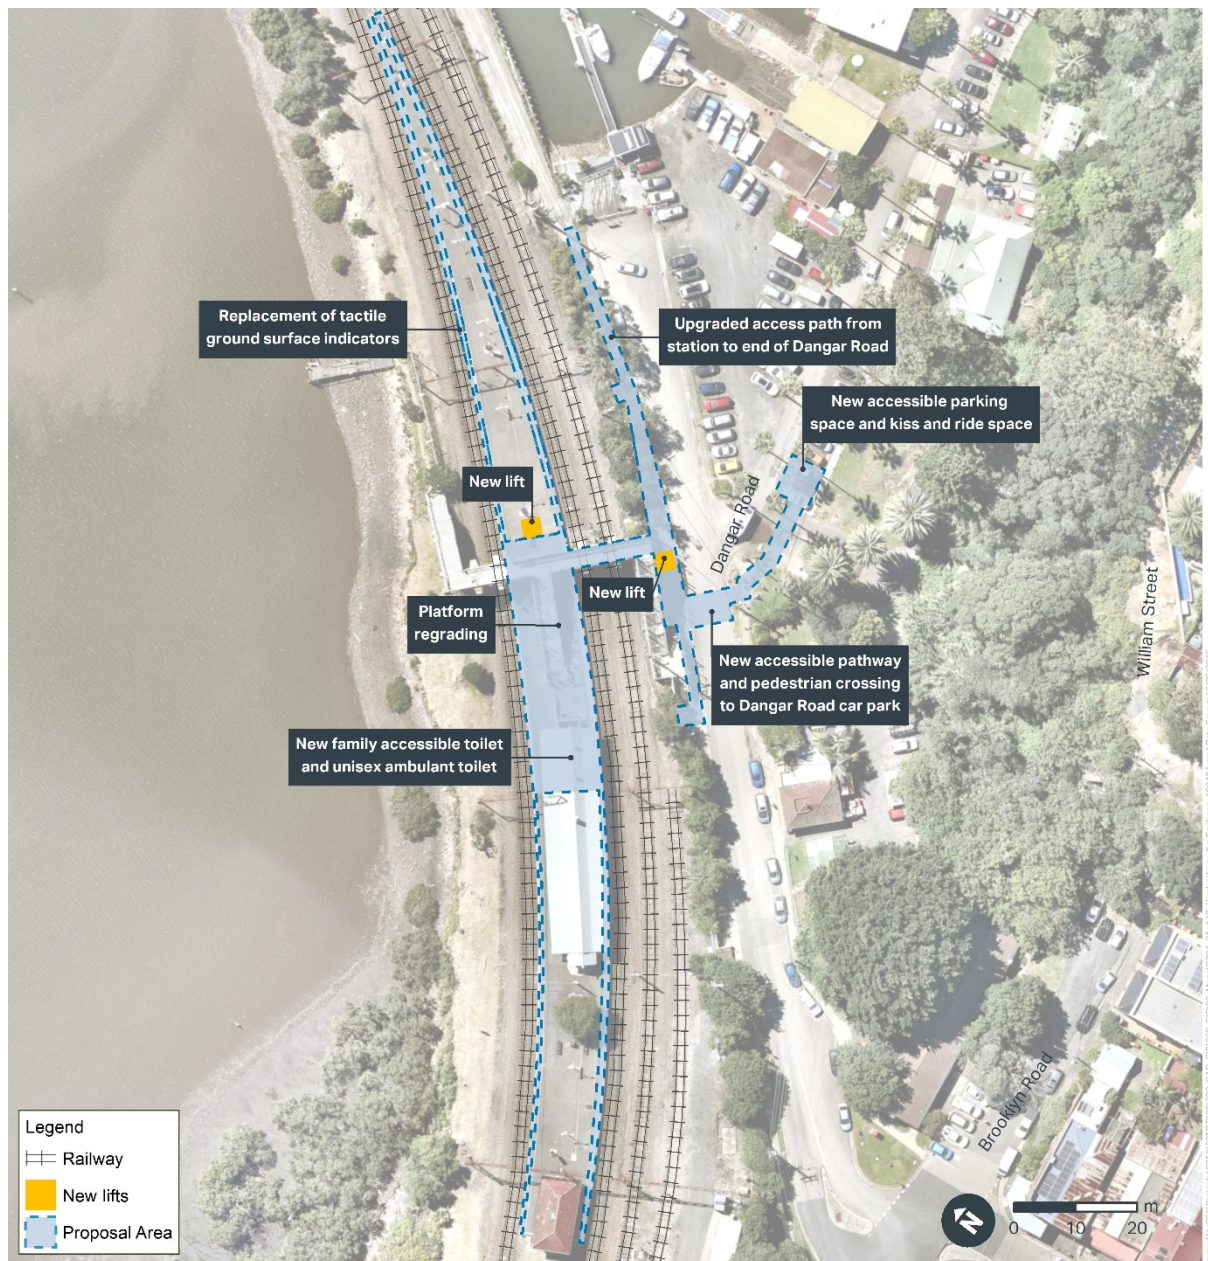 Replacement of tactile
ground surface indicators
Upgraded access path from
station to end of Dangar Road
New accessible parking
space and kiss and ride space
New lift
Dangar Road
New lift
Platform
regrading
William Street
New accessible pathway
and pedestrian crossing
to Dangar Road car park
New family accessible toilet
and unisex ambulant toilet
Brooklyn Road
Legend
Railway
New lifts
Proposal Area
m
0
10
20